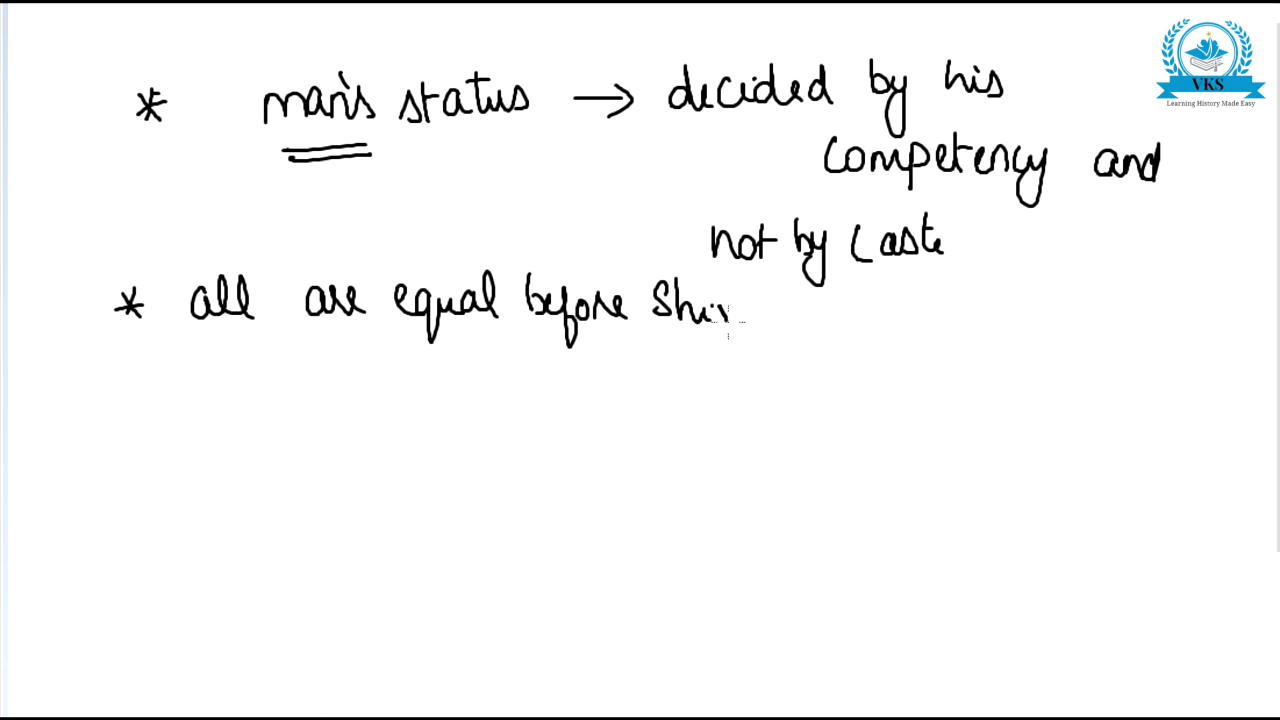 * man's status → decided by his
competency and
not by caste
* all are equal before Shiv
VKS
Learning History Made Easy